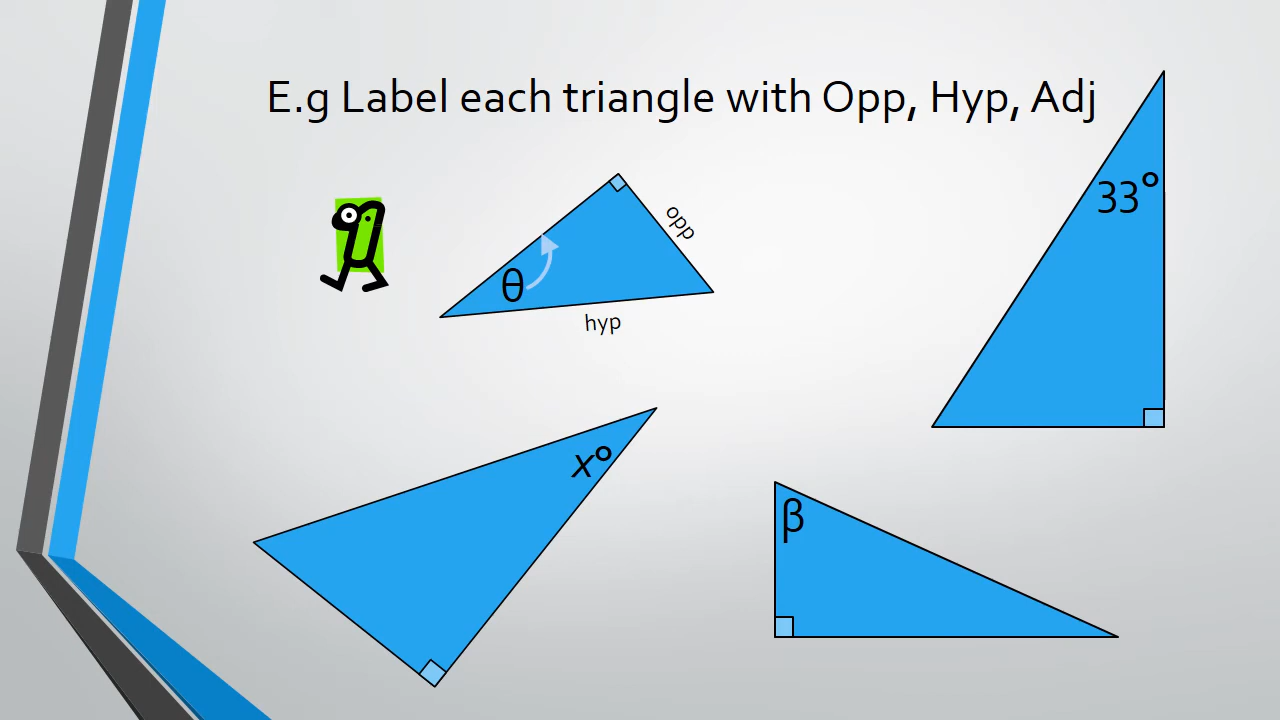 E.g Label each triangle with Opp, Hyp, Adj
33°
opp
θ
hyp
x°
β